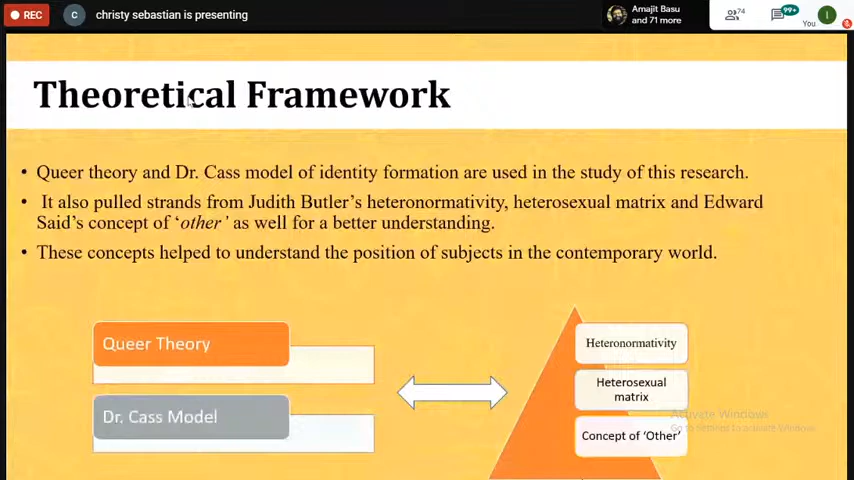 REC
C
christy sebastian is presenting
Amajit Basu
and 71 more
74
99+
You
I
Theoretical Framework
• Queer theory and Dr. Cass model of identity formation are used in the study of this research.
• It also pulled strands from Judith Butler's heteronormativity, heterosexual matrix and Edward
Said's concept of 'other' as well for a better understanding.
• These concepts helped to understand the position of subjects in the contemporary world.
Queer Theory
Dr. Cass Model
Heteronormativity
Heterosexual
matrix
Concept of 'Other'
Activate Windows
Go to Settings to activate Windows.